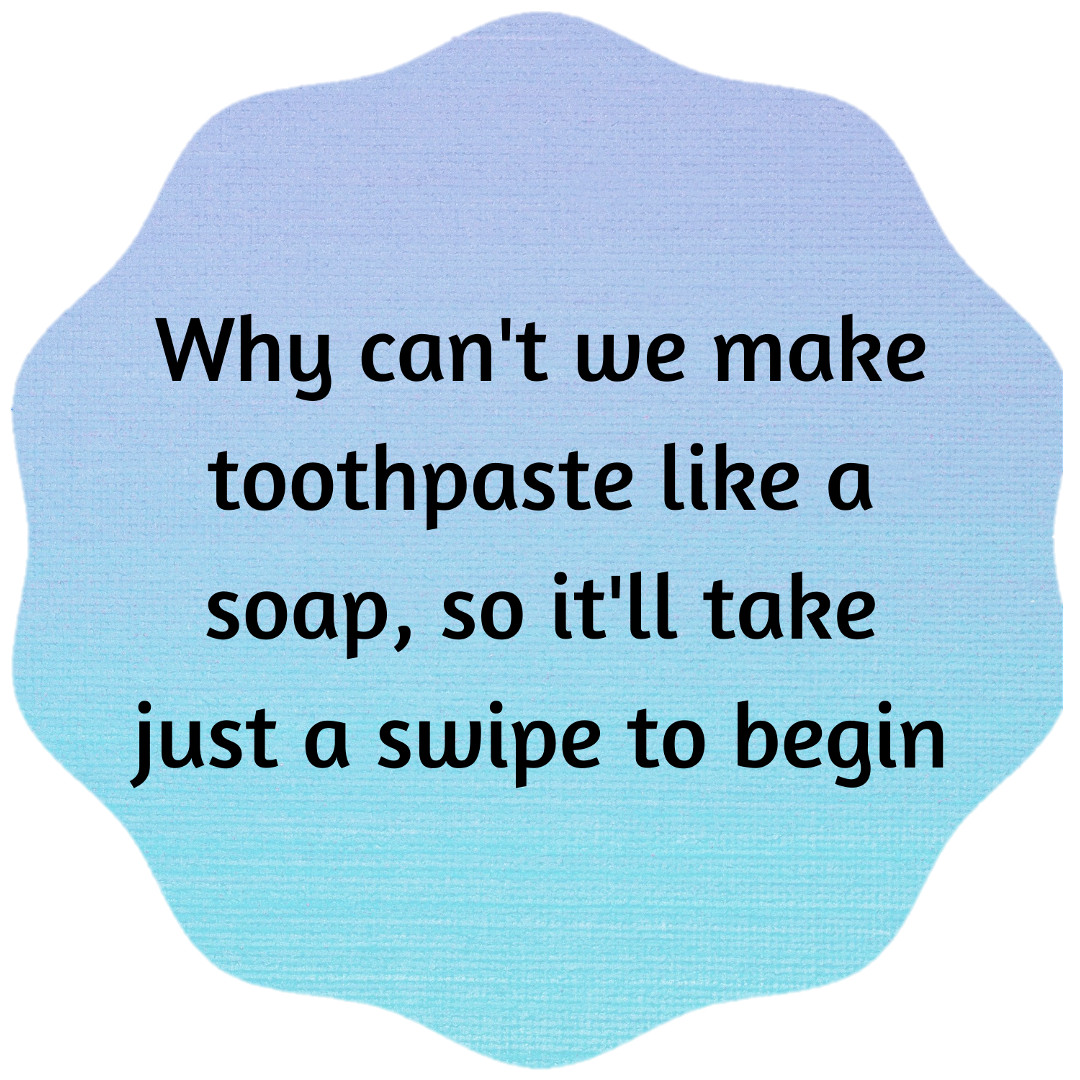 Why can't we make
toothpaste like a
soap, so it'll take
just a swipe to begin